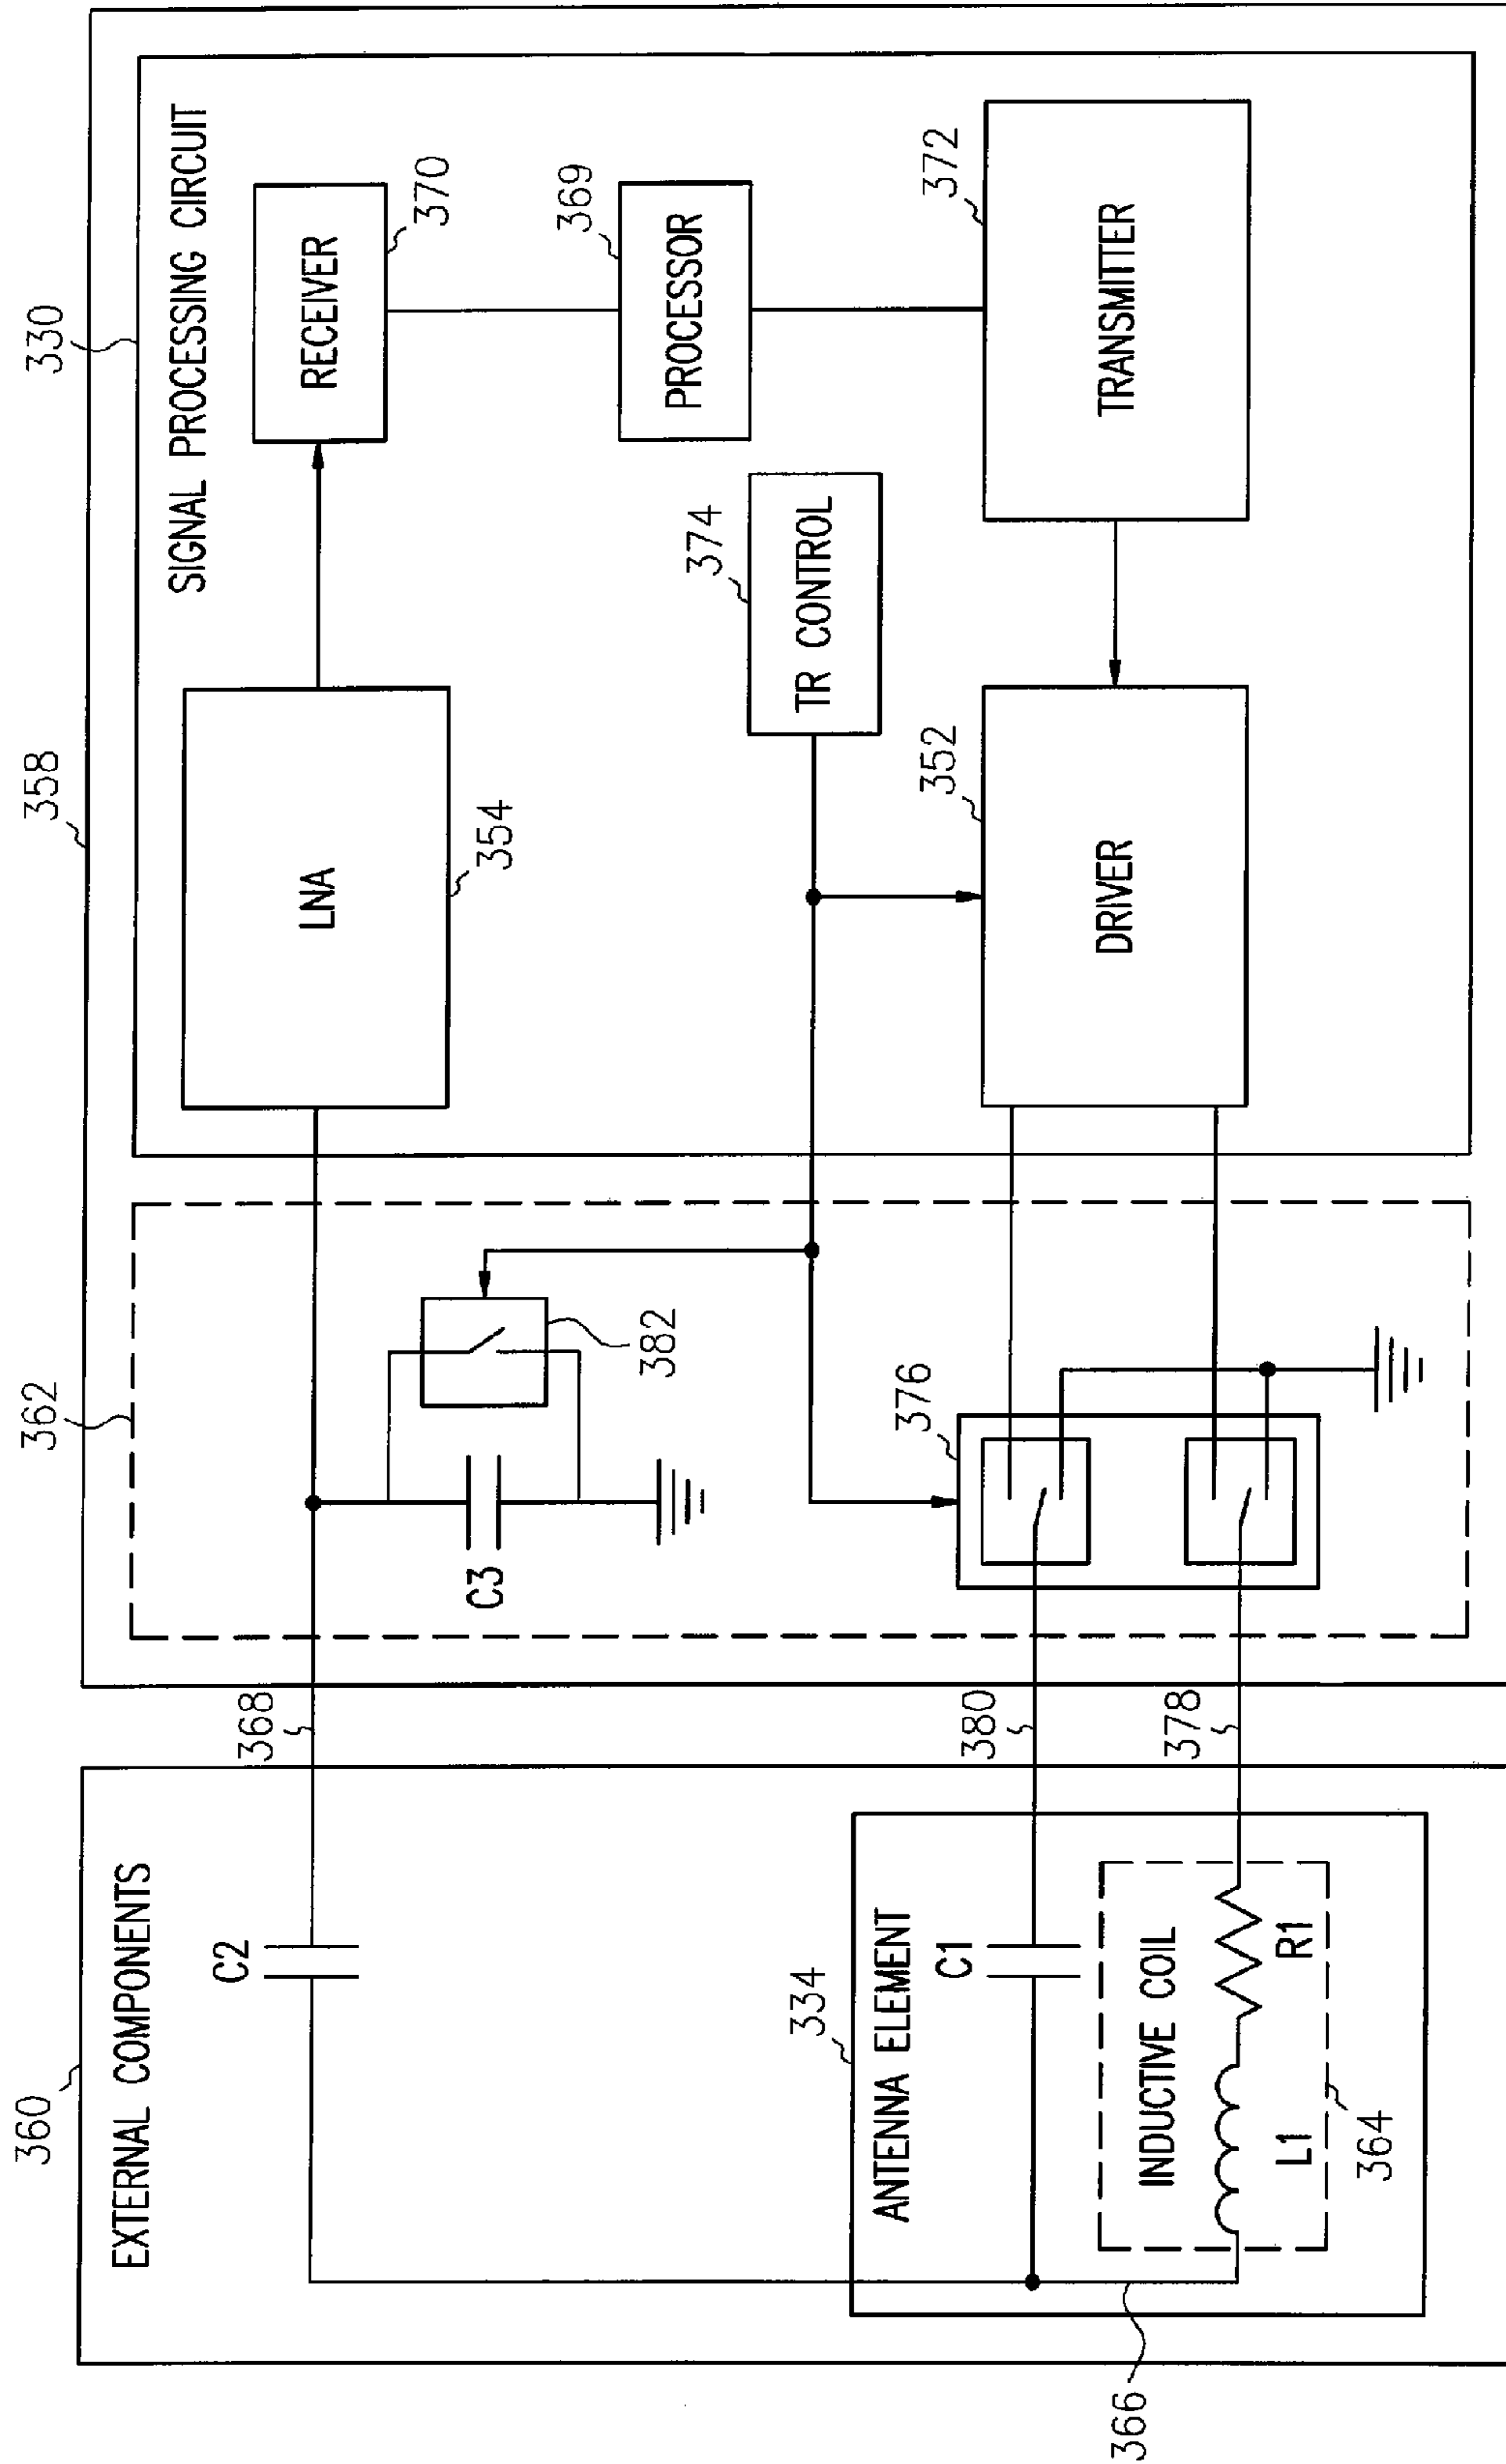 358
330
SIGNAL PROCESSING CIRCUIT
LNA
354
RECEIVER
370
369
PROCESSOR
374
TR CONTROL
352
DRIVER
372
TRANSMITTER
362
C3
382
376
368
380
378
360
EXTERNAL COMPONENTS
C2
334
ANTENNA ELEMENT
C1
INDUCTIVE COIL
L1
R1
364
366